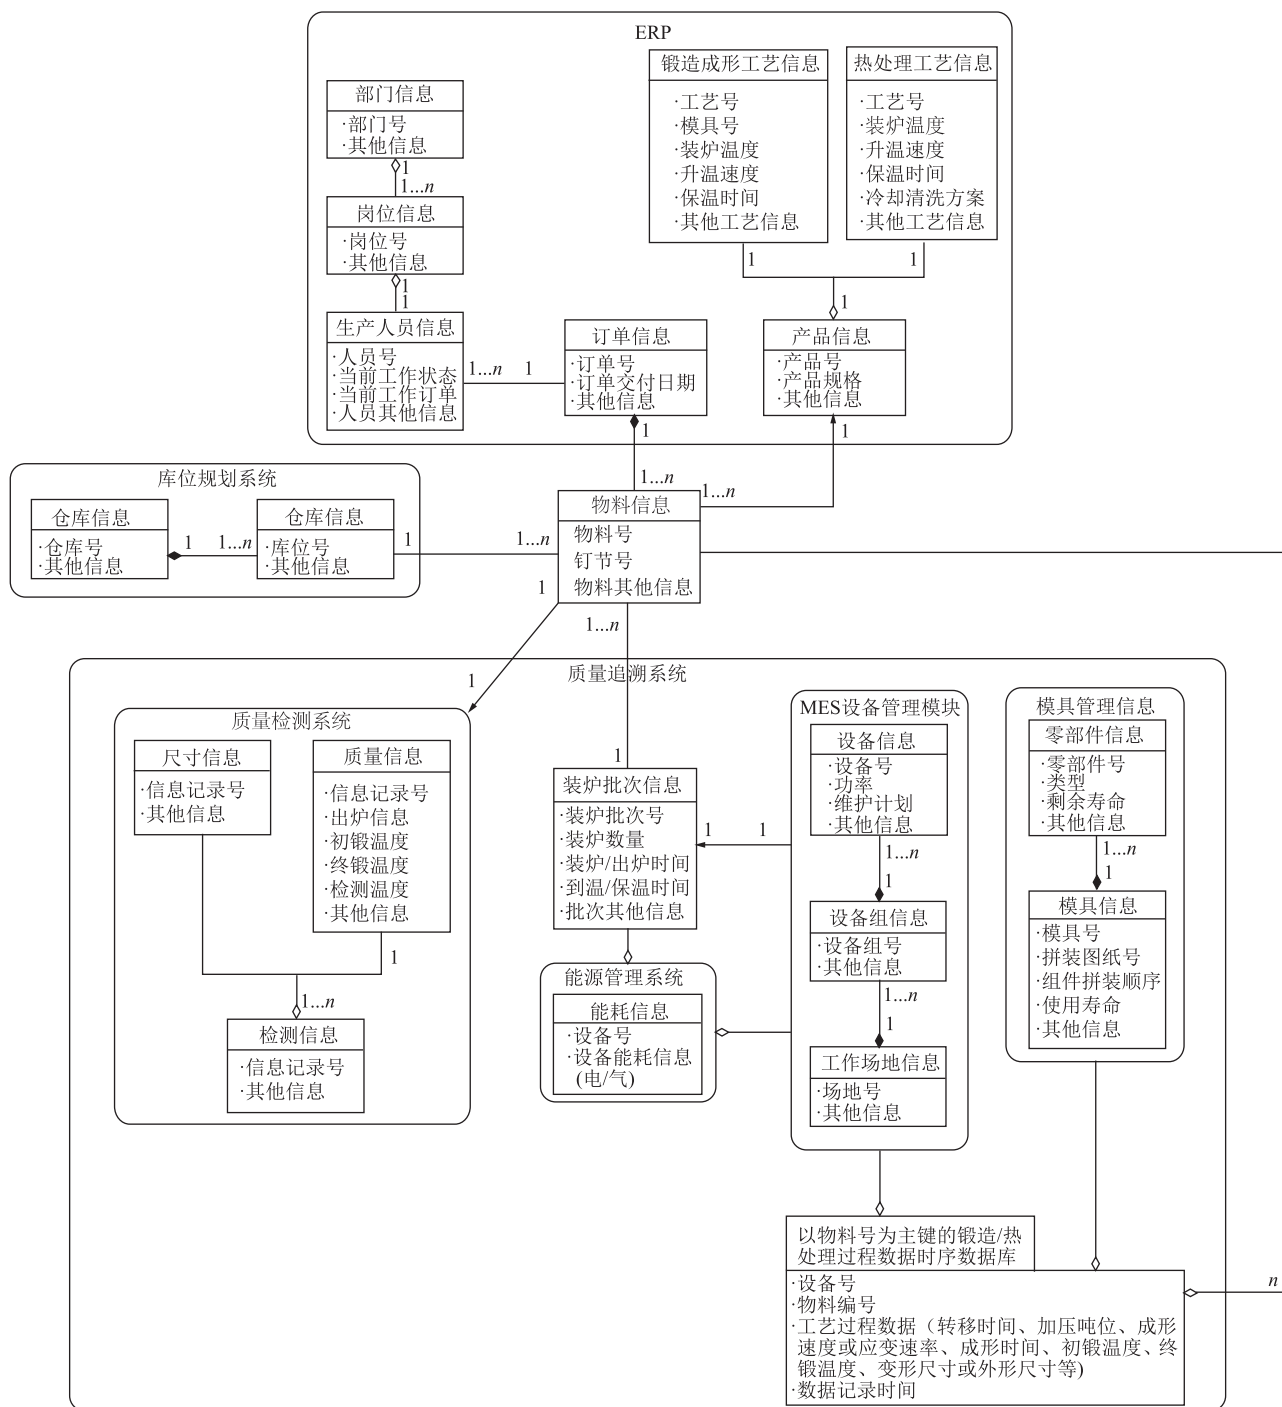 ERP
部门信息
·部门号
·其他信息
1
1...n
岗位信息
·岗位号
·其他信息
1
1
生产人员信息
·人员号
·当前工作状态
·当前工作订单
·人员其他信息
1...n
1
订单信息
·订单号
·订单交付日期
·其他信息
1
1...n
锻造成形工艺信息
·工艺号
·模具号
·装炉温度
·升温速度
·保温时间
·其他工艺信息
1
热处理工艺信息
·工艺号
·装炉温度
·升温速度
·保温时间
·冷却清洗方案
·其他工艺信息
1
1
产品信息
·产品号
·产品规格
·其他信息
1
1...n
库位规划系统
仓库信息
·仓库号
·其他信息
1
1...n
仓库信息
·库位号
·其他信息
1
1...n
物料信息
物料号
钉节号
物料其他信息
1
1
1...n
1
质量追溯系统
质量检测系统
尺寸信息
·信息记录号
·其他信息
质量信息
·信息记录号
·出炉信息
·初锻温度
·终锻温度
·检测温度
·其他信息
1
1...n
检测信息
·信息记录号
·其他信息
装炉批次信息
·装炉批次号
·装炉数量
·装炉/出炉时间
·到温/保温时间
·批次其他信息
1
1
能源管理系统
能耗信息
·设备号
·设备能耗信息
(电/气)
MES设备管理模块
设备信息
·设备号
·功率
·维护计划
·其他信息
1...n
1
设备组信息
·设备组号
·其他信息
1...n
1
工作场地信息
·场地号
·其他信息
模具管理信息
零部件信息
·零部件号
·类型
·剩余寿命
·其他信息
1...n
1
模具信息
·模具号
·拼装图纸号
·组件拼装顺序
·使用寿命
·其他信息
以物料号为主键的锻造/热
处理过程数据时序数据库
·设备号
·物料编号
·工艺过程数据（转移时间、加压吨位、成形
速度或应变速率、成形时间、初锻温度、终
锻温度、变形尺寸或外形尺寸等)
·数据记录时间
n